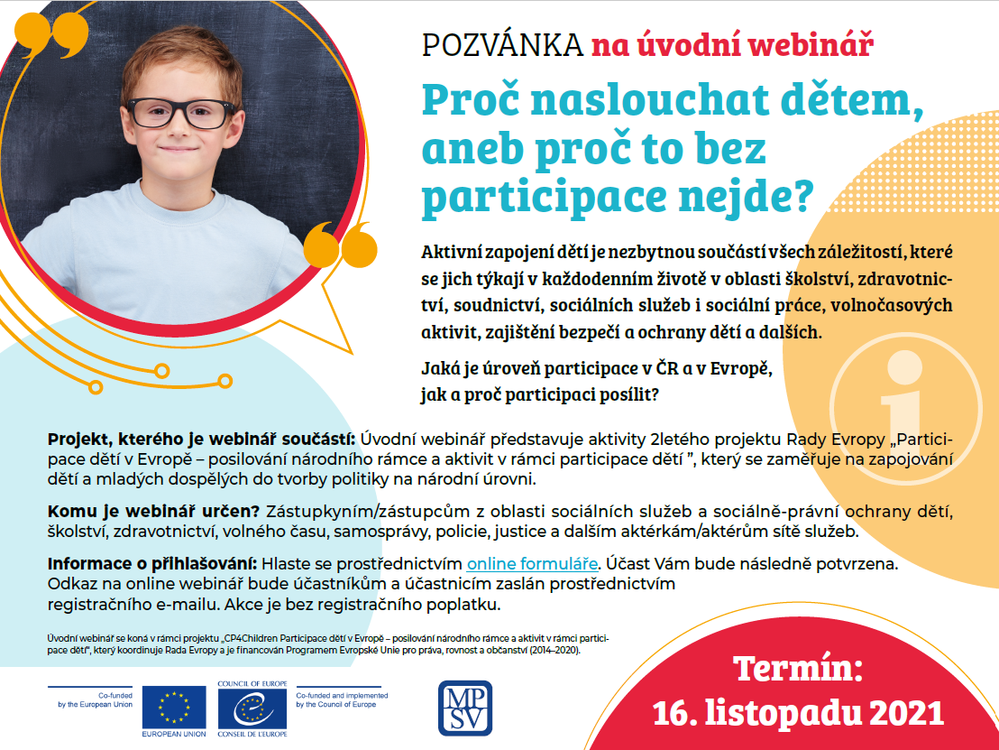 POZVÁNKA na úvodní webinář
Proč naslouchat dětem,
aneb proč to bez
participace nejde?
Aktivní zapojení dětí je nezbytnou součástí všech záležitostí, které
se jich týkají v každodenním životě v oblasti školství, zdravotnic-
tví, soudnictví, sociálních služeb i sociální práce, volnočasových
aktivit, zajištění bezpečí a ochrany dětí a dalších.
Jaká je úroveň participace v ČR a v Evropě,
jak a proč participaci posílit?
Projekt, kterého je webinář součástí: Úvodní webinář představuje aktivity 2letého projektu Rady Evropy „Partici-
pace dětí v Evropě – posilování národního rámce a aktivit v rámci participace dětí ”, který se zaměřuje na zapojování
dětí a mladých dospělých do tvorby politiky na národní úrovni.
Komu je webinář určen? Zástupkyním/zástupcům z oblasti sociálních služeb a sociálně-právní ochrany dětí,
školství, zdravotnictví, volného času, samosprávy, policie, justice a dalším aktérkám/aktérům sítě služeb.
Informace o přihlašování: Hlaste se prostřednictvím online formuláře. Účast Vám bude následně potvrzena.
Odkaz na online webinář bude účastníkům a účastnicím zaslán prostřednictvím
registračního e-mailu. Akce je bez registračního poplatku.
Úvodní webinář se koná v rámci projektu „CP4Children Participace dětí v Evropě – posilování národního rámce a aktivit v rámci partici-
pace dětí“, který koordinuje Rada Evropy a je financován Programem Evropské Unie pro práva, rovnost a občanství (2014–2020).
Termín:
16. listopadu 2021
Co-funded
by the European Union
EUROPEAN UNION
COUNCIL OF EUROPE
CONSEIL DE L'EUROPE
Co-funded and implemented
by the Council of Europe
MP
SV